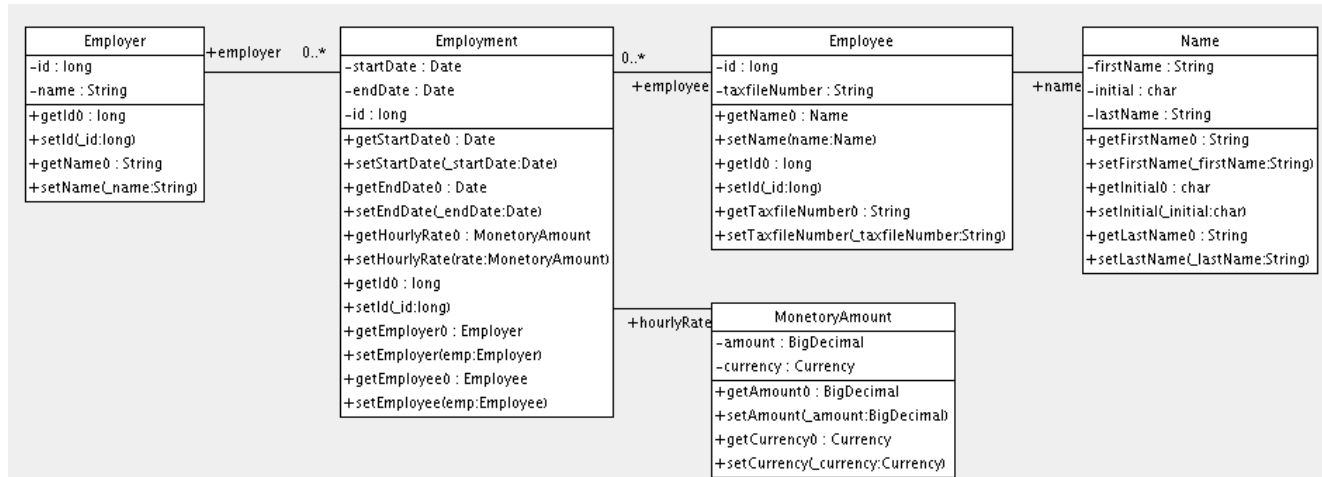 Employer
-id : long
-name : String
+getId() : long
+setId(_id:long)
+getName() : String
+setName(_name:String)
+employer 0..*
Employment
-startDate : Date
-endDate : Date
-id : long
+getStartDate() : Date
+setStartDate(_startDate:Date)
+getEndDate() : Date
+setEndDate(_endDate:Date)
+getHourlyRate() : MonetoryAmount
+setHourlyRate(rate:MonetoryAmount)
+getId() : long
+setId(_id:long)
+getEmployer() : Employer
+setEmployer(emp:Employer)
+getEmployee() : Employee
+setEmployee(emp:Employee)
0..*
+employee
Employee
-id : long
-taxfileNumber : String
+getName() : Name
+setName(name:Name)
+getId() : long
+setId(_id:long)
+getTaxfileNumber() : String
+setTaxfileNumber(_taxfileNumber:String)
+name
Name
-firstName : String
-initial : char
-lastName : String
+getFirstName() : String
+setFirstName(_firstName:String)
+getInitial() : char
+setInitial(_initial:char)
+getLastName() : String
+setLastName(_lastName:String)
+hourlyRate
MonetoryAmount
-amount : BigDecimal
-currency : Currency
+getAmount() : BigDecimal
+setAmount(_amount:BigDecimal)
+getCurrency() : Currency
+setCurrency(_currency:Currency)